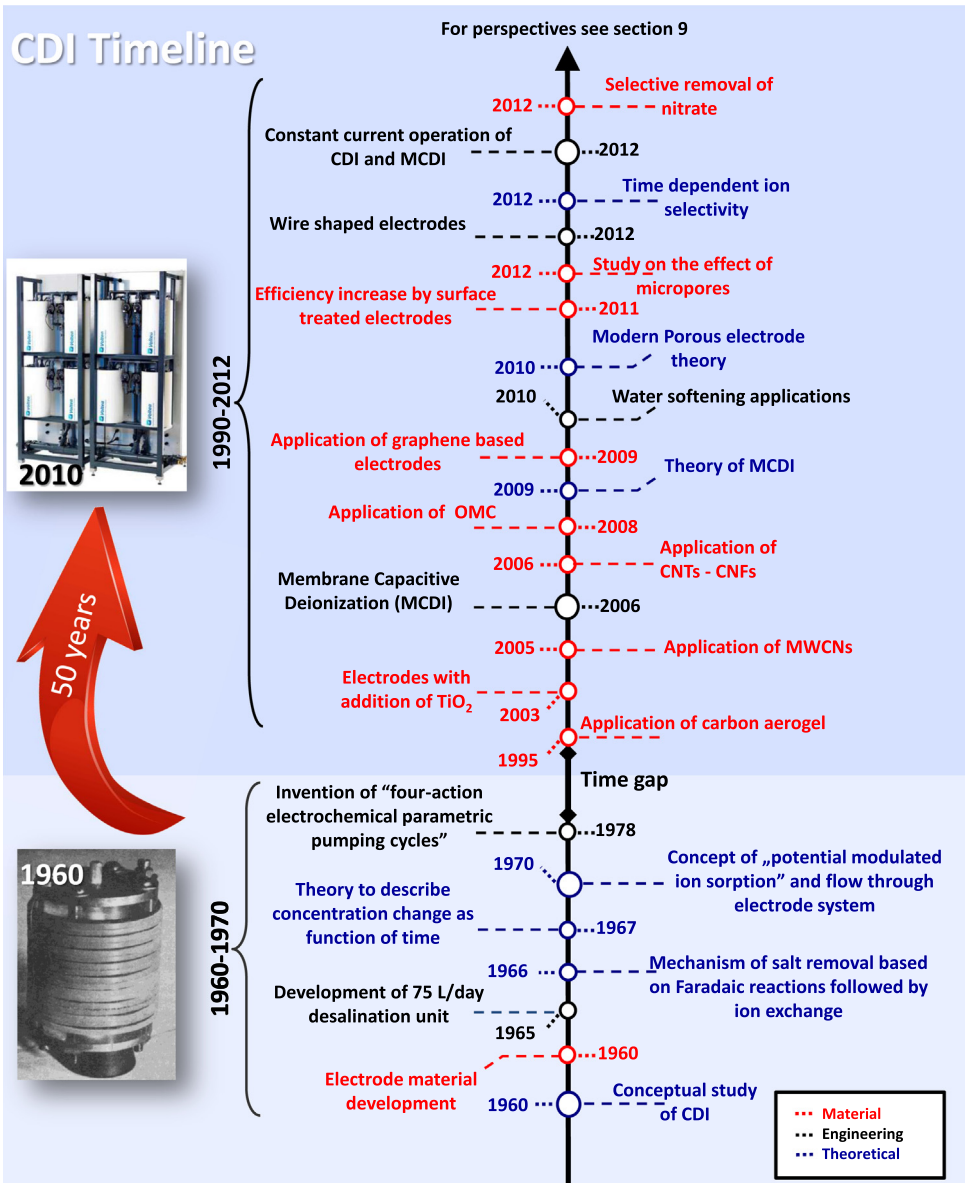 For perspectives see section 9
CDI Timeline
Selective removal of
nitrate
2012
Constant current operation of
CDI and MCDI
2012
Time dependent ion
selectivity
2012
Wire shaped electrodes
2012
Study on the effect of
micropores
2012
Efficiency increase by surface
treated electrodes
2011
Modern Porous electrode
theory
2010
2010
Water softening applications
Application of graphene based
electrodes
2009
Theory of MCDI
2009
Application of OMC
2008
Application of
CNTs - CNFs
2006
Membrane Capacitive
Deionization (MCDI)
2006
2005
Application of MWCNs
Electrodes with
addition of TiO₂
2003
Application of carbon aerogel
1995
1990-2012
2010
50 years
Time gap
Invention of “four-action
electrochemical parametric
pumping cycles”
1978
1970
Concept of „potential modulated
ion sorption” and flow through
electrode system
Theory to describe
concentration change as
function of time
1967
1966
Mechanism of salt removal based
on Faradaic reactions followed by
ion exchange
Development of 75 L/day
desalination unit
1965
1960
Electrode material
development
1960
Conceptual study
of CDI
1960-1970
1960
Material
Engineering
Theoretical